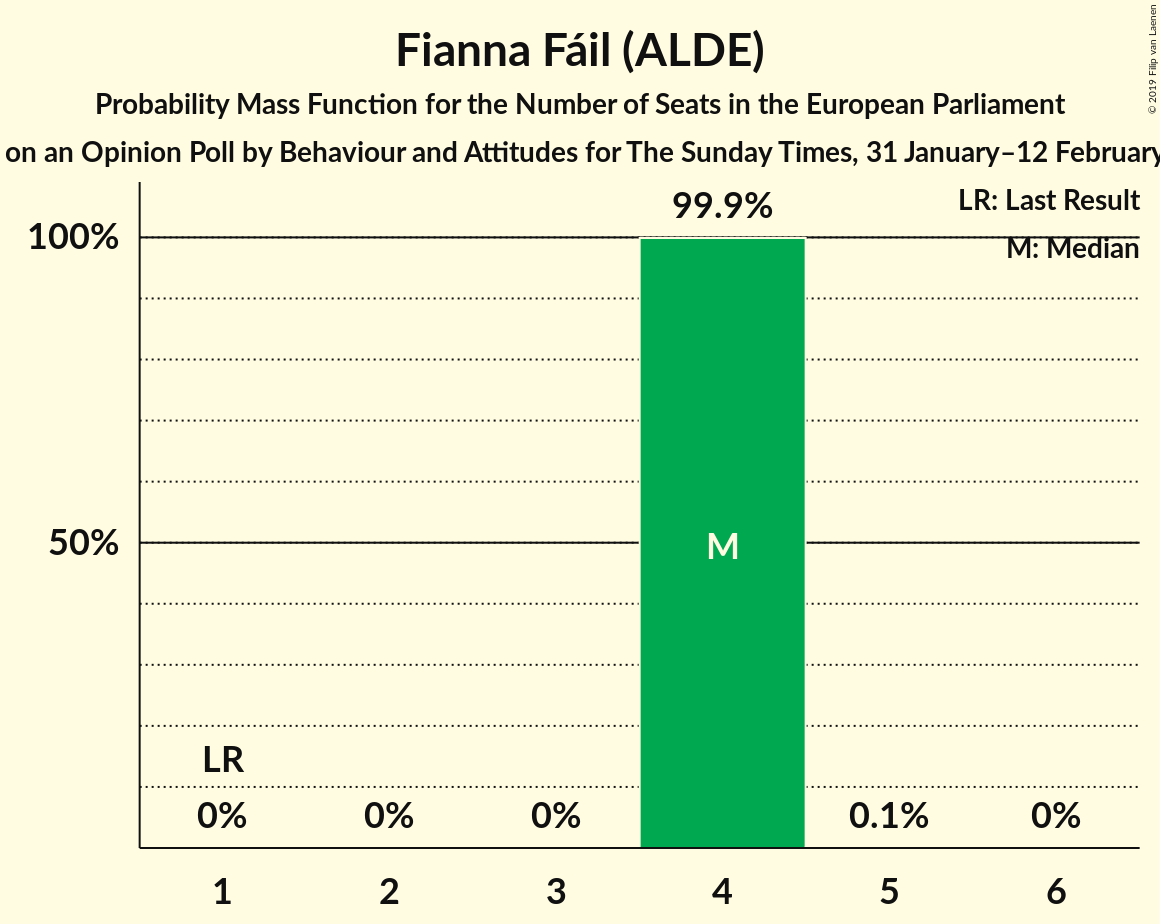 Fianna Fáil (ALDE)
Probability Mass Function for the Number of Seats in the European Parliament
on an Opinion Poll by Behaviour and Attitudes for The Sunday Times, 31 January–12 February
© 2019 Filip van Laenen
LR: Last Result
M: Median
99.9%
100%
50%
M
LR
0% 0% 0% 0.1% 0%
1 2 3 4 5 6